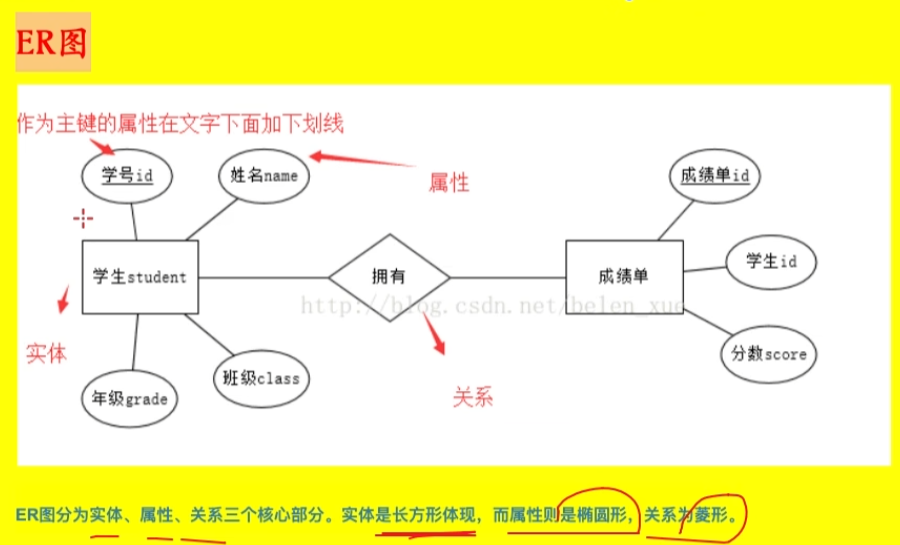 ER图
作为主键的属性在文字下面加下划线
学号id
姓名name
属性
成绩单id
学生id
学生student
拥有
成绩单
http://blog.csdn.net/belen_xue
实体
分数score
年级grade
班级class
关系
ER图分为实体、属性、关系三个核心部分。实体是长方形体现，而属性则是椭圆形，关系为菱形。